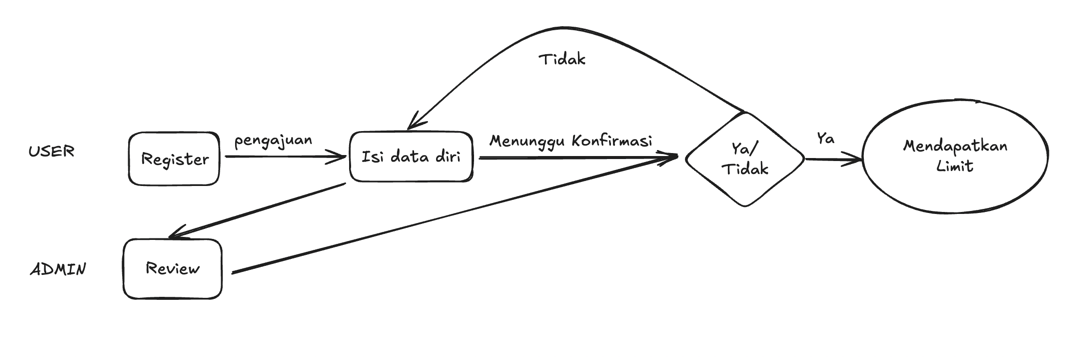 Tidak
USER
Register
pengajuan
Isi data diri
Menunggu Konfirmasi
Ya/
Tidak
Ya
Mendapatkan
Limit
ADMIN
Review